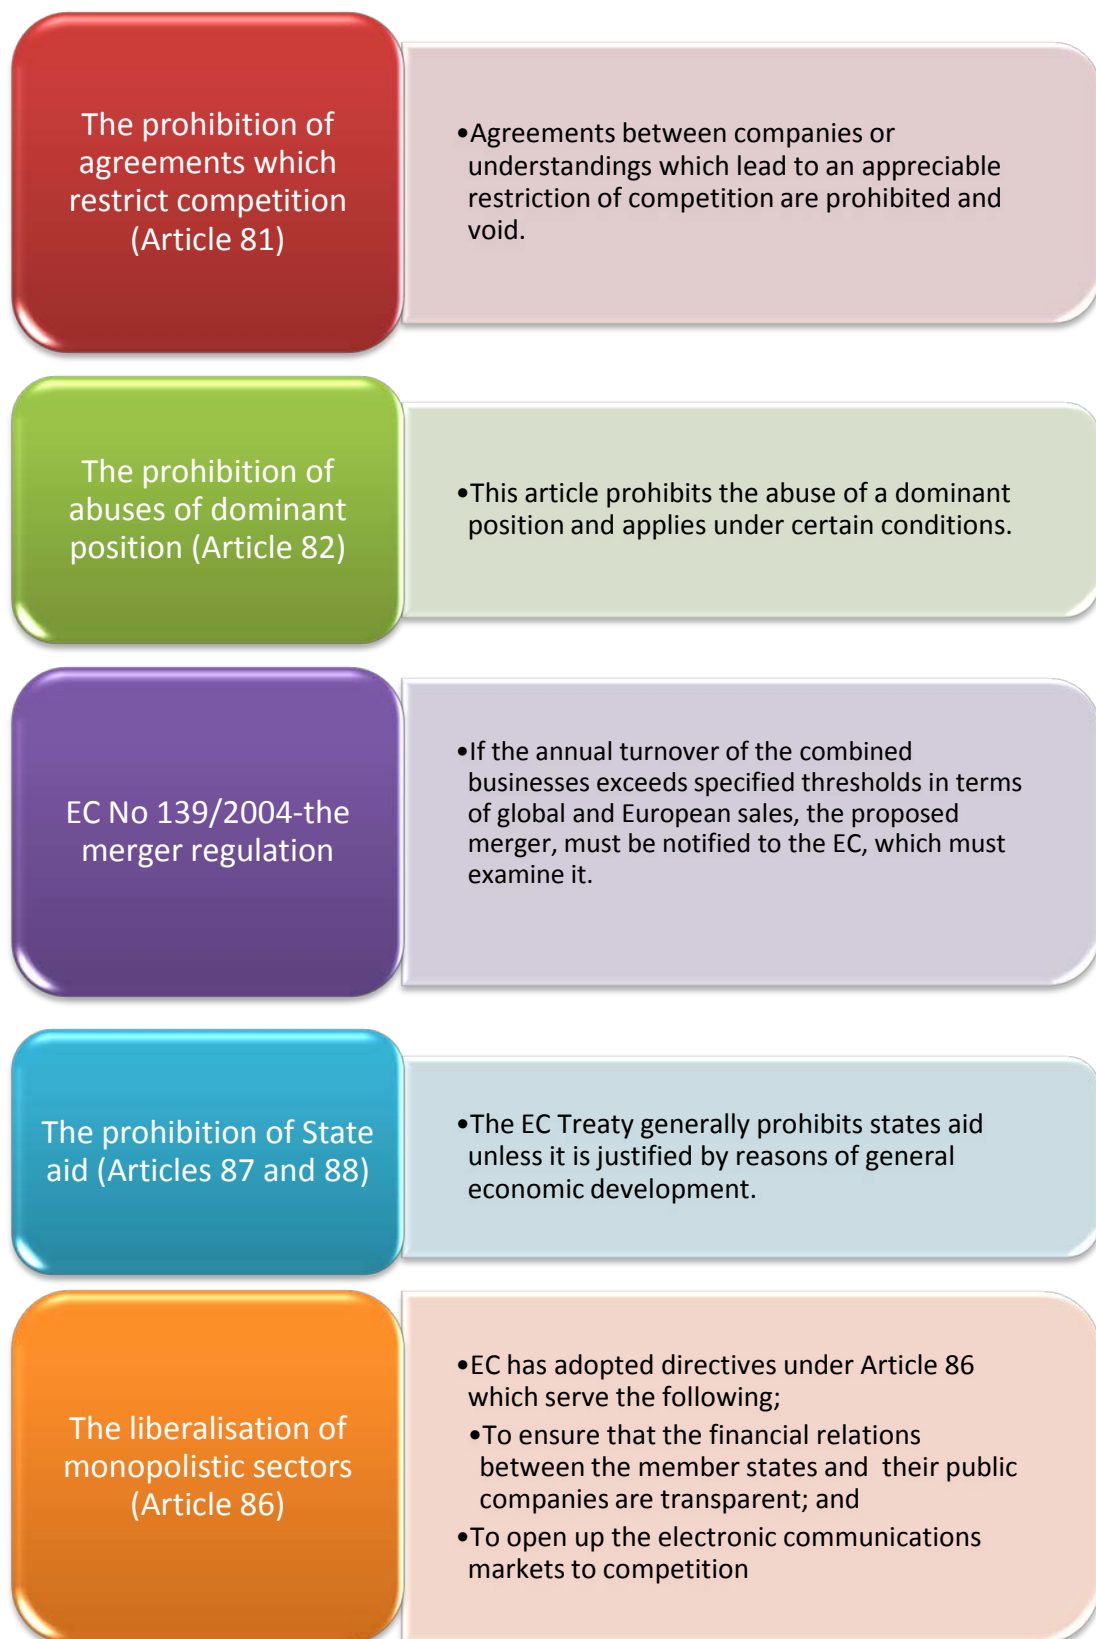 The prohibition of
agreements which
restrict competition
(Article 81)
•Agreements between companies or
understandings which lead to an appreciable
restriction of competition are prohibited and
void.
The prohibition of
abuses of dominant
position (Article 82)
•This article prohibits the abuse of a dominant
position and applies under certain conditions.
EC No 139/2004-the
merger regulation
•If the annual turnover of the combined
businesses exceeds specified thresholds in terms
of global and European sales, the proposed
merger, must be notified to the EC, which must
examine it.
The prohibition of State
aid (Articles 87 and 88)
•The EC Treaty generally prohibits states aid
unless it is justified by reasons of general
economic development.
The liberalisation of
monopolistic sectors
(Article 86)
•EC has adopted directives under Article 86
which serve the following;
•To ensure that the financial relations
between the member states and  their public
companies are transparent; and
•To open up the electronic communications
markets to competition